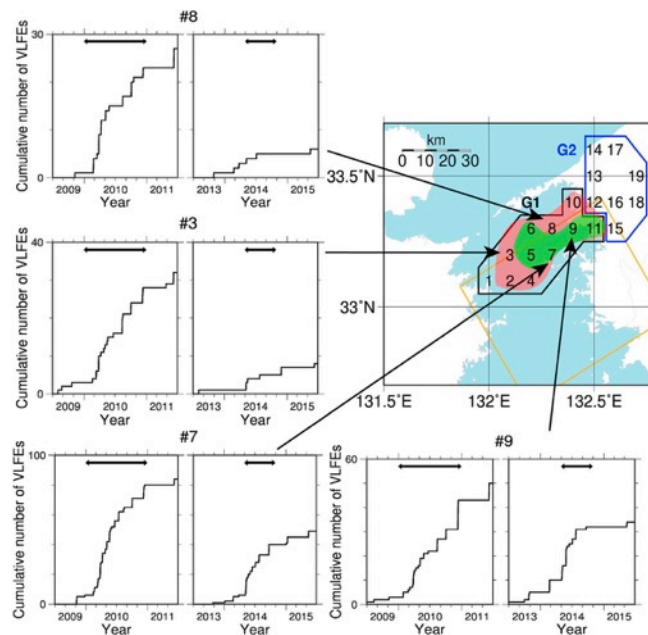 #8
Cumulative number of VLFEs
30
0
2009 2010 2011
Year
2013 2014 2015
Year
#3
Cumulative number of VLFEs
40
0
2009 2010 2011
Year
2013 2014 2015
Year
#7
Cumulative number of VLFEs
100
0
2009 2010 2011
Year
2013 2014 2015
Year
#9
Cumulative number of VLFEs
60
0
2009 2010 2011
Year
2013 2014 2015
Year
km
0 10 20 30
G2
14 17
13 19
33.5°
G1
10 12 16 18
6 8 9 11 15
3 5 7
1 2 4
33°N
131.5°E 132° 132.5°